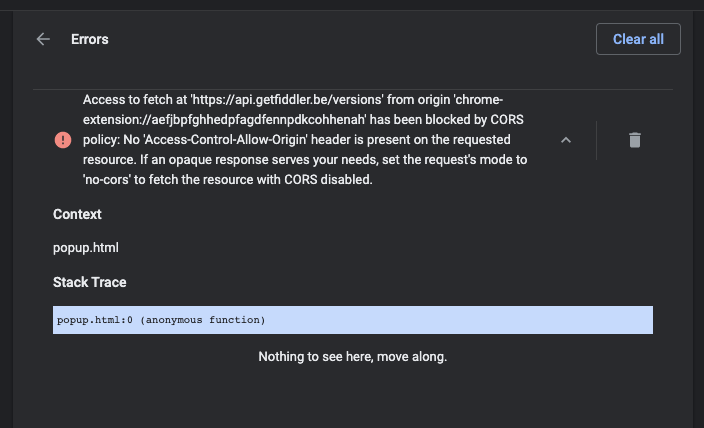 Errors
Clear all
Access to fetch at 'https://api.getfiddler.be/versions' from origin 'chrome-
extension://aefjbpfghhedpfagdfennpdkcohhenah' has been blocked by CORS
policy: No 'Access-Control-Allow-Origin' header is present on the requested
resource. If an opaque response serves your needs, set the request's mode to
'no-cors' to fetch the resource with CORS disabled.
Context
popup.html
Stack Trace
popup.html:0 (anonymous function)
Nothing to see here, move along.